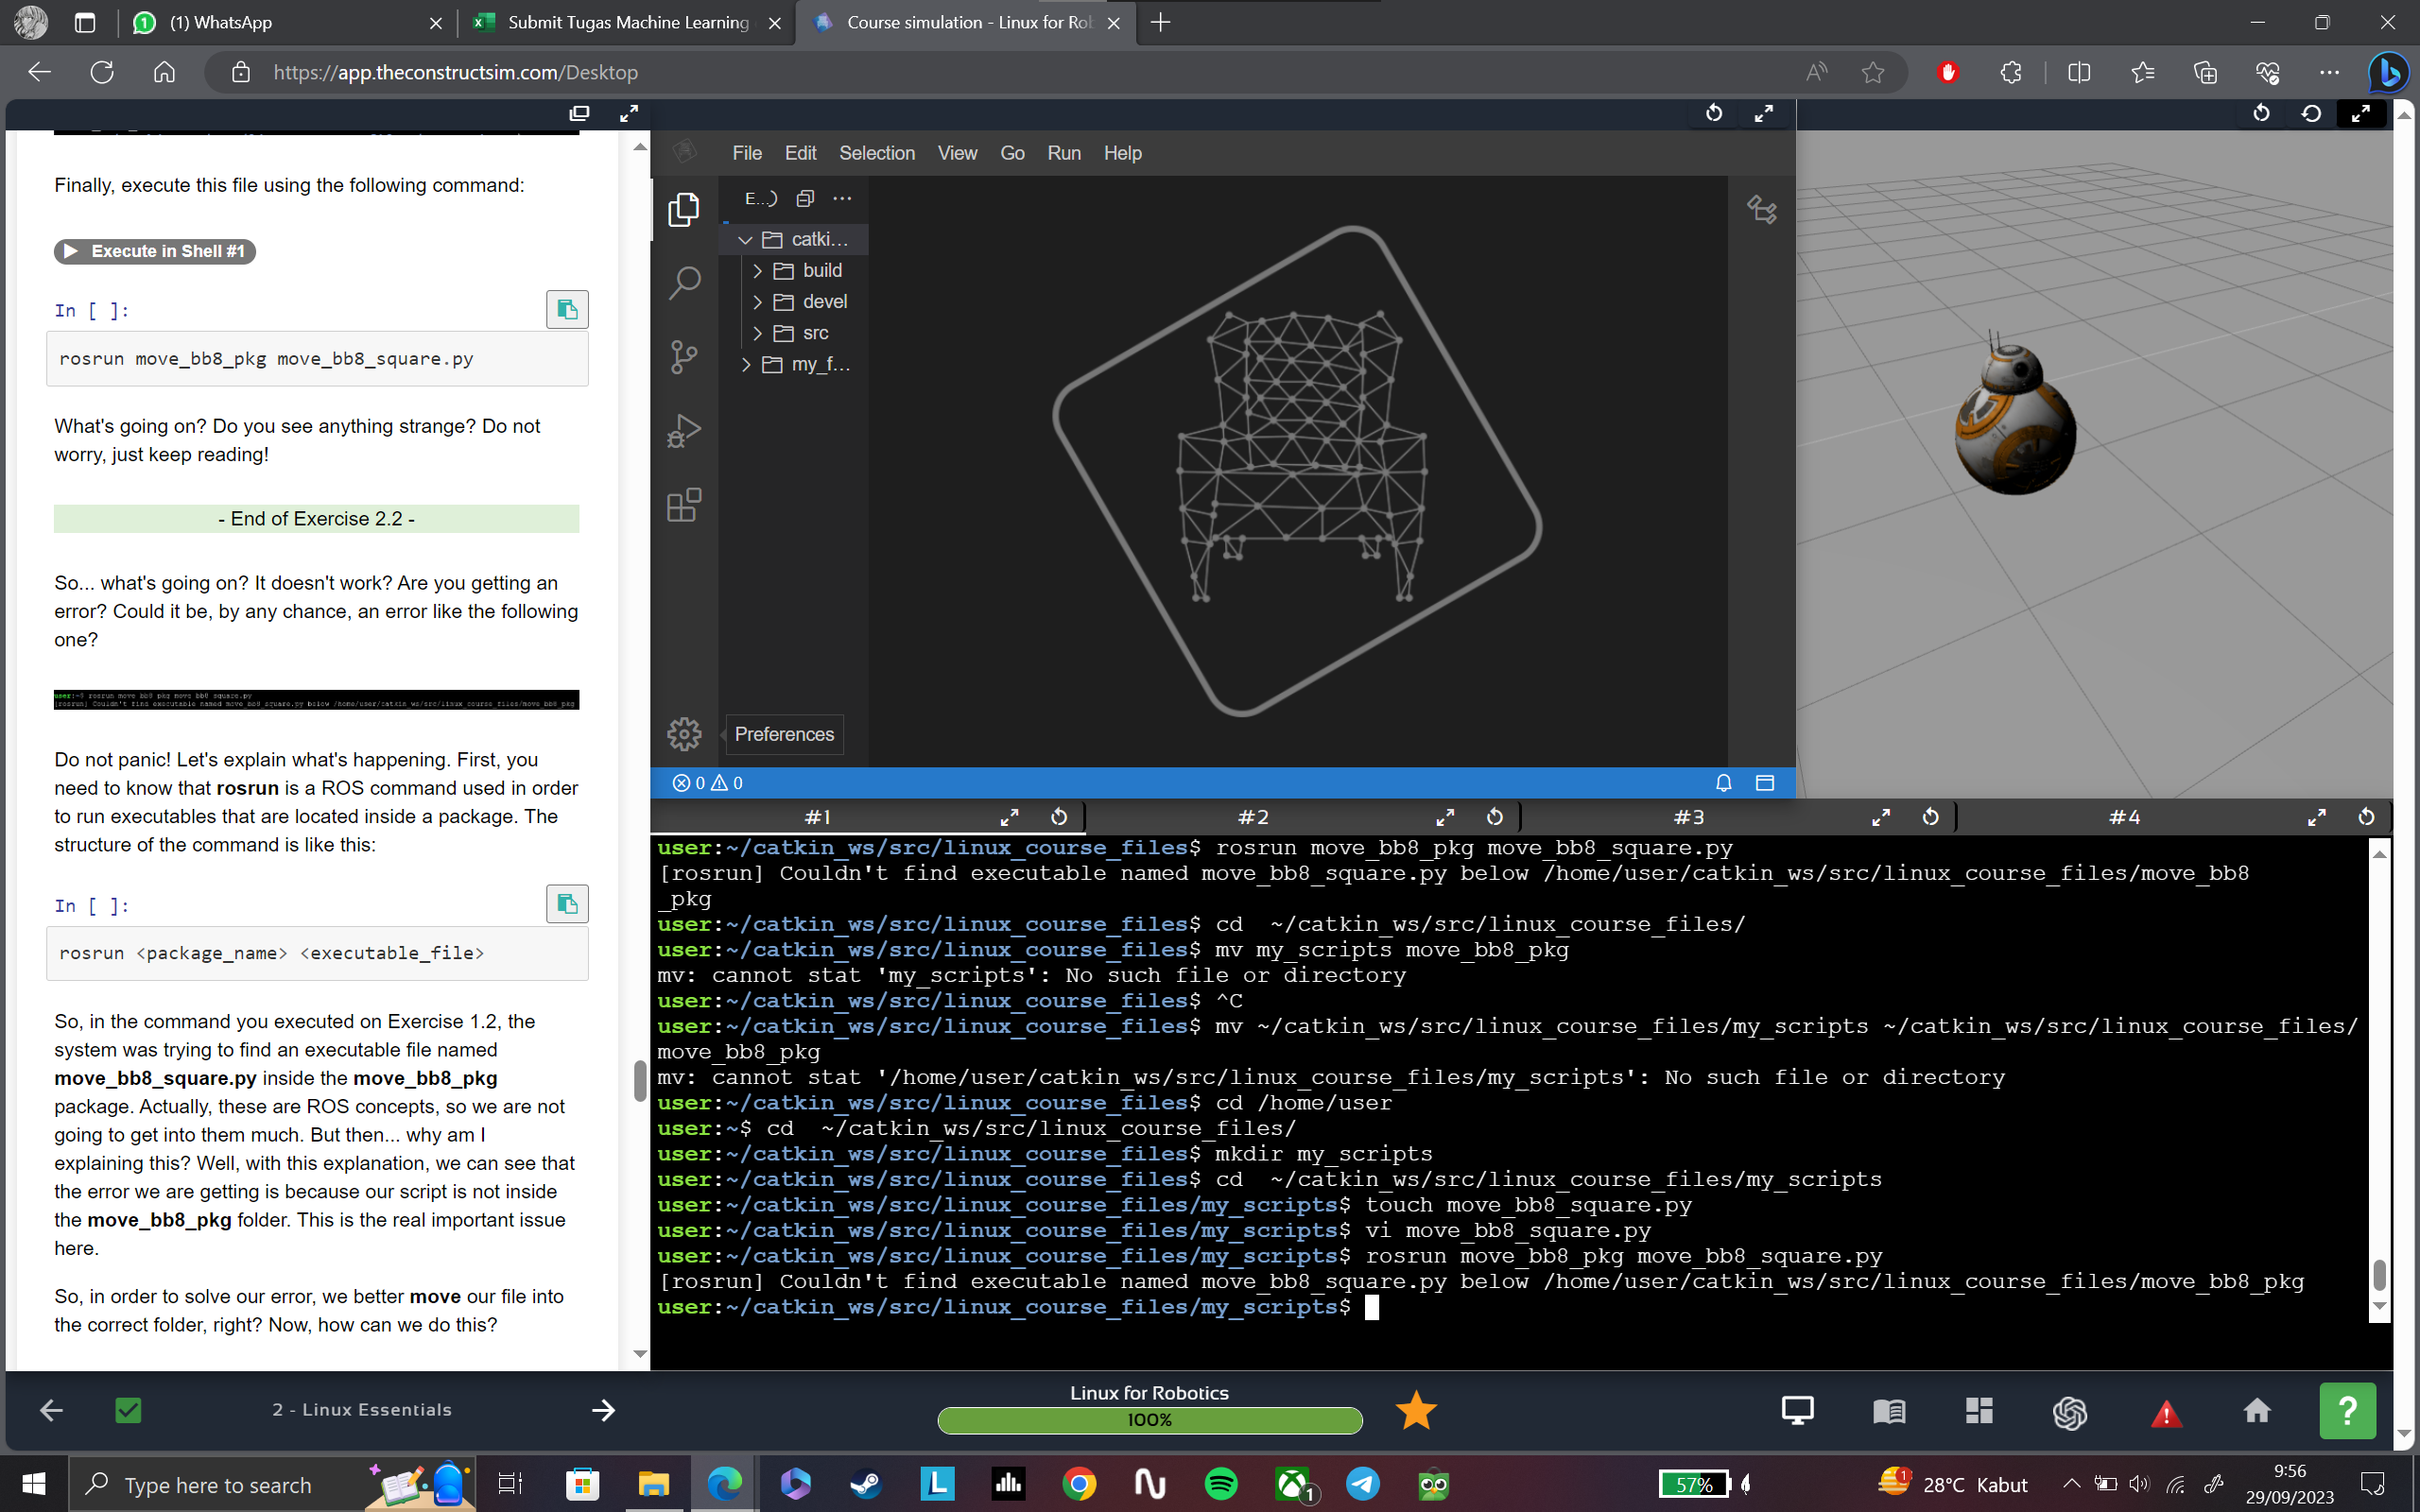 (1) WhatsApp
Submit Tugas Machine Learning
Course simulation - Linux for Rob
https://app.theconstructsim.com/Desktop
Finally, execute this file using the following command:
Execute in Shell #1
In [ ]:
rosrun move_bb8_pkg move_bb8_square.py
What's going on? Do you see anything strange? Do not
worry, just keep reading!
- End of Exercise 2.2 -
So... what's going on? It doesn't work? Are you getting an
error? Could it be, by any chance, an error like the following
one?
user:~$ rosrun move_bb8_pkg move_bb8_square.py
[rosrun] Couldn't find executable named move_bb8_square.py below /home/user/catkin_ws/src/linux_course_files/move_bb8_pkg
Do not panic! Let's explain what's happening. First, you
need to know that rosrun is a ROS command used in order
to run executables that are located inside a package. The
structure of the command is like this:
In [ ]:
rosrun <package_name> <executable_file>
So, in the command you executed on Exercise 1.2, the
system was trying to find an executable file named
move_bb8_square.py inside the move_bb8_pkg
package. Actually, these are ROS concepts, so we are not
going to get into them much. But then... why am I
explaining this? Well, with this explanation, we can see that
the error we are getting is because our script is not inside
the move_bb8_pkg folder. This is the real important issue
here.
So, in order to solve our error, we better move our file into
the correct folder, right? Now, how can we do this?
File Edit Selection View Go Run Help
E...
catki...
build
devel
src
my_f...
Preferences
0 0
#1 #2 #3 #4
user:~/catkin_ws/src/linux_course_files$ rosrun move_bb8_pkg move_bb8_square.py
[rosrun] Couldn't find executable named move_bb8_square.py below /home/user/catkin_ws/src/linux_course_files/move_bb8
_pkg
user:~/catkin_ws/src/linux_course_files$ cd  ~/catkin_ws/src/linux_course_files/
user:~/catkin_ws/src/linux_course_files$ mv my_scripts move_bb8_pkg
mv: cannot stat 'my_scripts': No such file or directory
user:~/catkin_ws/src/linux_course_files$ ^C
user:~/catkin_ws/src/linux_course_files$ mv ~/catkin_ws/src/linux_course_files/my_scripts ~/catkin_ws/src/linux_course_files/
move_bb8_pkg
mv: cannot stat '/home/user/catkin_ws/src/linux_course_files/my_scripts': No such file or directory
user:~/catkin_ws/src/linux_course_files$ cd /home/user
user:~$ cd  ~/catkin_ws/src/linux_course_files/
user:~/catkin_ws/src/linux_course_files$ mkdir my_scripts
user:~/catkin_ws/src/linux_course_files$ cd  ~/catkin_ws/src/linux_course_files/my_scripts
user:~/catkin_ws/src/linux_course_files/my_scripts$ touch move_bb8_square.py
user:~/catkin_ws/src/linux_course_files/my_scripts$ vi move_bb8_square.py
user:~/catkin_ws/src/linux_course_files/my_scripts$ rosrun move_bb8_pkg move_bb8_square.py
[rosrun] Couldn't find executable named move_bb8_square.py below /home/user/catkin_ws/src/linux_course_files/move_bb8_pkg
user:~/catkin_ws/src/linux_course_files/my_scripts$
2 - Linux Essentials
Linux for Robotics
100%
?
Type here to search
57%
28°C Kabut
9:56
29/09/2023